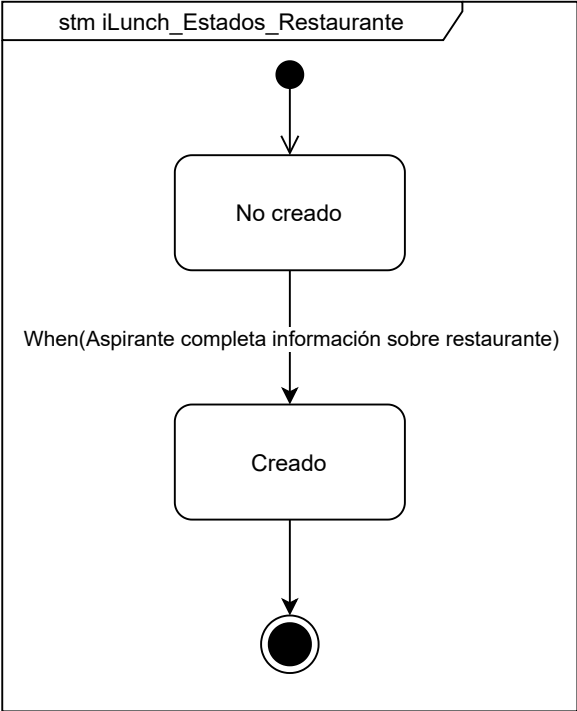 stm iLunch_Estados_Restaurante
No creado
When(Aspirante completa información sobre restaurante)
Creado